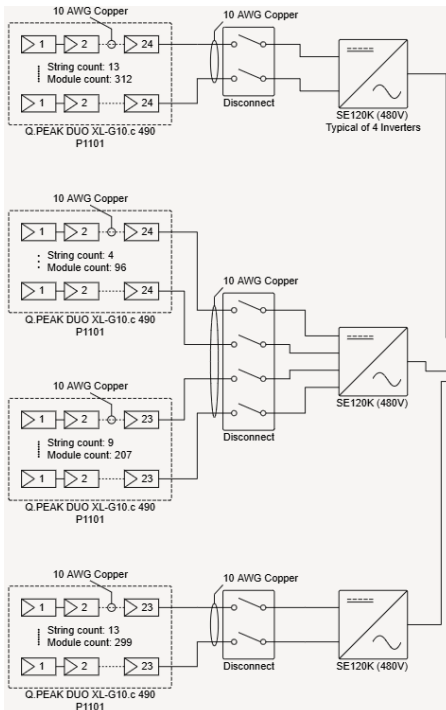 10 AWG Copper
10 AWG Copper
1 2 24
String count: 13
Module count: 312
1 2 24
Q.PEAK DUO XL-G10.c 490
P1101
Disconnect
SE120K (480V)
Typical of 4 Inverters
10 AWG Copper
1 2 24
String count: 4
Module count: 96
1 2 24
Q.PEAK DUO XL-G10.c 490
P1101
10 AWG Copper
Disconnect
SE120K (480V)
10 AWG Copper
1 2 23
String count: 9
Module count: 207
1 2 23
Q.PEAK DUO XL-G10.c 490
P1101
10 AWG Copper
10 AWG Copper
1 2 23
String count: 13
Module count: 299
1 2 23
Q.PEAK DUO XL-G10.c 490
P1101
Disconnect
SE120K (480V)